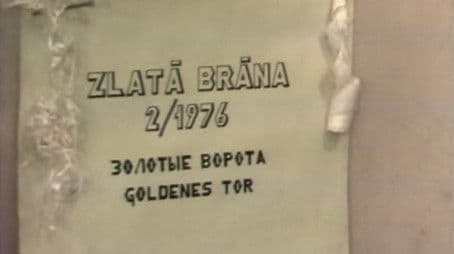 ZLATÁ BRÁNA
2/1976
ЗОЛОТЫЕ ВОРОТА
GOLDENES TOR